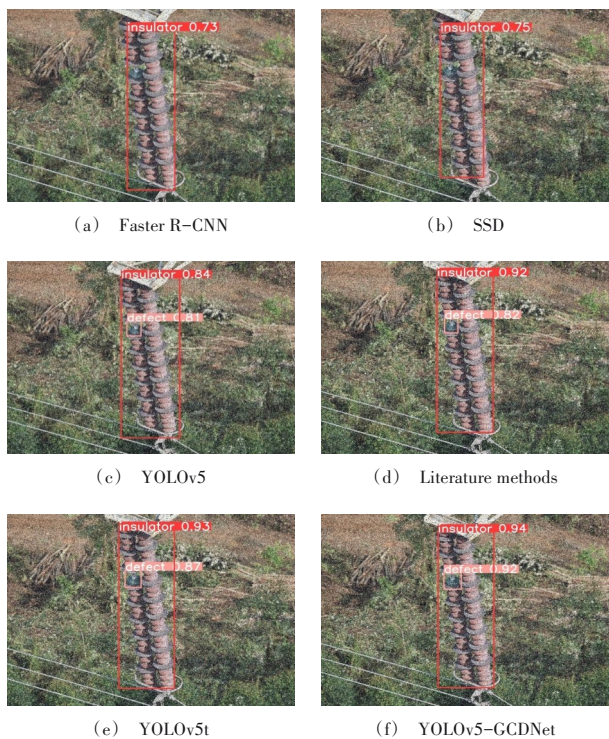 insulator 0.73
insulator 0.75
(a) Faster R-CNN
(b) SSD
insulator 0.84
defect 0.81
insulator 0.92
defect 0.82
(c) YOLOv5
(d) Literature methods
insulator 0.93
defect 0.87
insulator 0.94
defect 0.92
(e) YOLOv5t
(f) YOLOv5-GCDNet